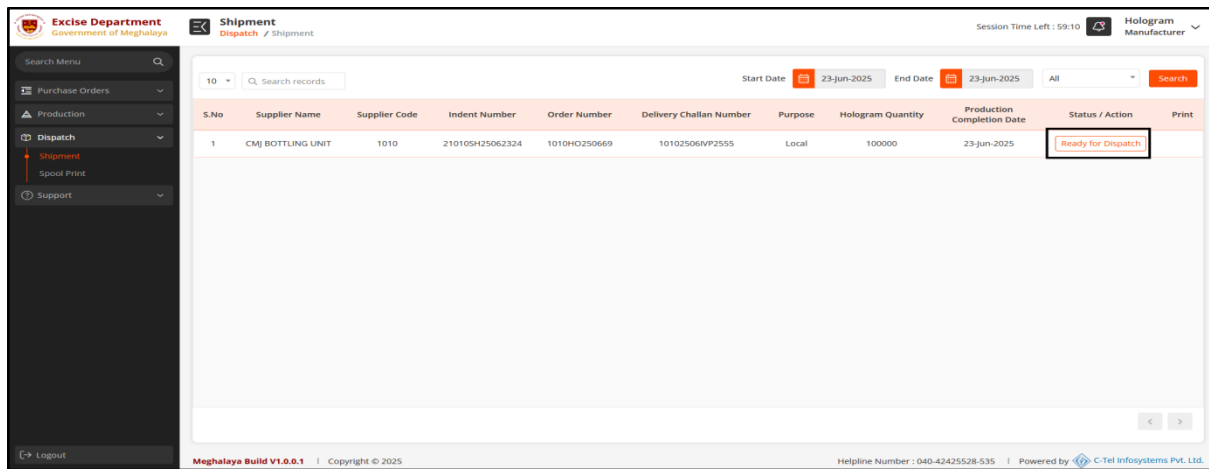 Excise Department
Government of Meghalaya
Shipment
Dispatch / Shipment
Session Time Left : 59:10
Hologram
Manufacturer
Search Menu
Purchase Orders
Production
Dispatch
Shipment
Spool Print
Support
Logout
10
Search records
Start Date 23-Jun-2025 End Date 23-Jun-2025 All Search
S.No Supplier Name Supplier Code Indent Number Order Number Delivery Challan Number Purpose Hologram Quantity Production Completion Date Status / Action Print
1 CMJ BOTTLING UNIT 1010 21010SH25062324 1010HO250669 10102506IVP2555 Local 100000 23-Jun-2025 Ready for Dispatch
Meghalaya Build V1.0.0.1 | Copyright © 2025 Helpline Number : 040-42425528-535 | Powered by C-Tel Infosystems Pvt. Ltd.